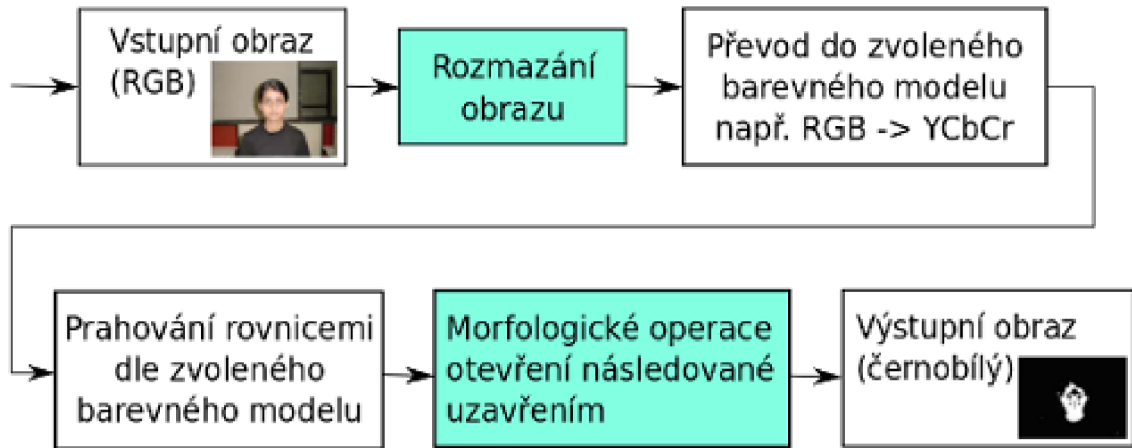 Vstupní obraz
(RGB)
Rozmazání
obrazu
Převod do zvoleného
barevného modelu
např. RGB -> YCbCr
Prahování rovnicemi
dle zvoleného
barevného modelu
Morfologické operace
otevření následované
uzavřením
Výstupní obraz
(černobílý)